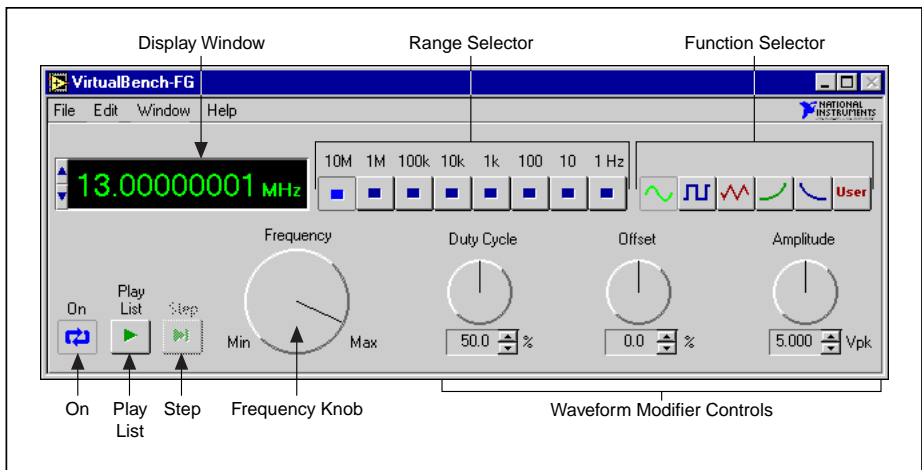 Display Window Range Selector Function Selector
VirtualBench-FG
File Edit Window Help
NATIONAL INSTRUMENTS
10M 1M 100k 10k 1k 100 10 1 Hz
13.00000001 MHz
User
Frequency
Duty Cycle Offset Amplitude
On Play List Step
Min Max
50.0 % 0.0 % 5.000 Vpk
On Play List Step Frequency Knob Waveform Modifier Controls